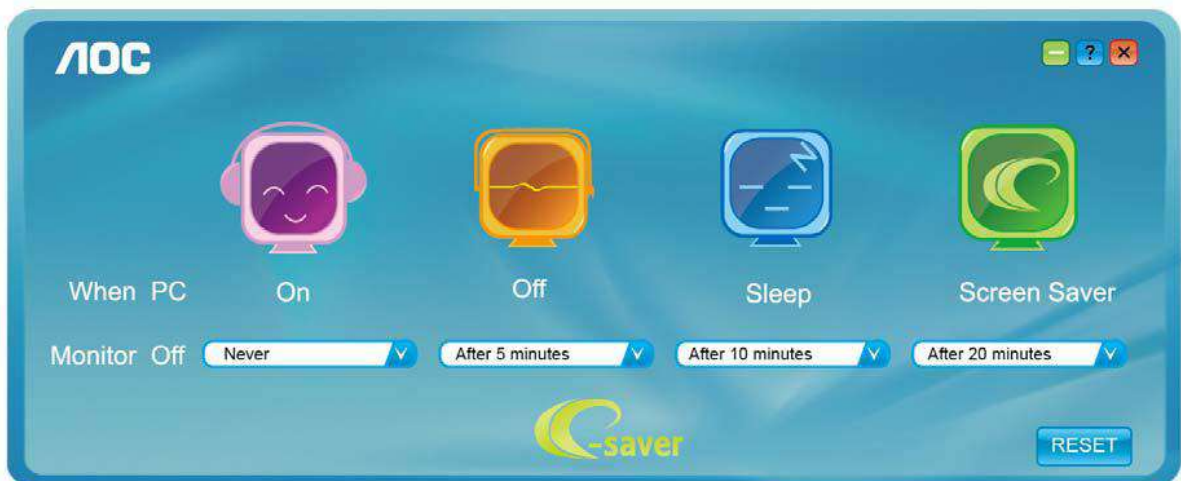 AOC
?
When PC On Off Sleep Screen Saver
Monitor Off Never After 5 minutes After 10 minutes After 20 minutes
e-saver
RESET